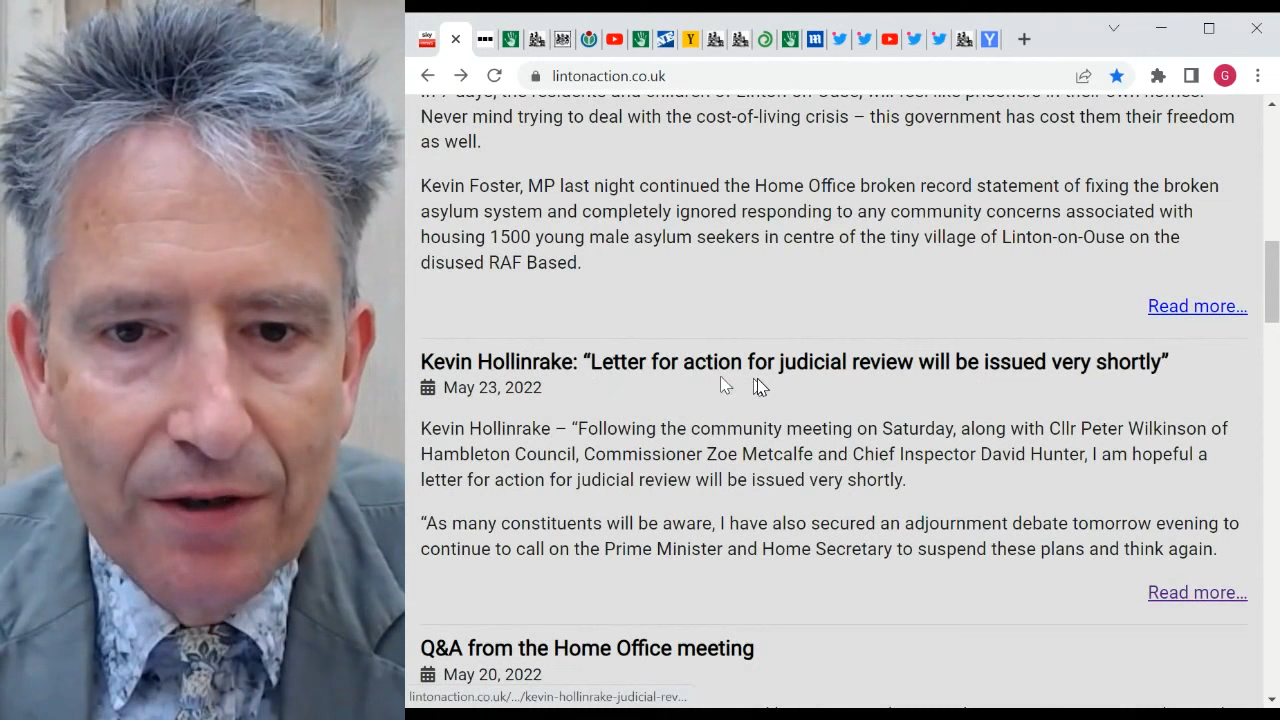 sky news
lintonaction.co.uk
Never mind trying to deal with the cost-of-living crisis – this government has cost them their freedom
as well.
Kevin Foster, MP last night continued the Home Office broken record statement of fixing the broken
asylum system and completely ignored responding to any community concerns associated with
housing 1500 young male asylum seekers in centre of the tiny village of Linton-on-Ouse on the
disused RAF Based.
Read more…
Kevin Hollinrake: “Letter for action for judicial review will be issued very shortly”
May 23, 2022
Kevin Hollinrake – “Following the community meeting on Saturday, along with Cllr Peter Wilkinson of
Hambleton Council, Commissioner Zoe Metcalfe and Chief Inspector David Hunter, I am hopeful a
letter for action for judicial review will be issued very shortly.
“As many constituents will be aware, I have also secured an adjournment debate tomorrow evening to
continue to call on the Prime Minister and Home Secretary to suspend these plans and think again.
Read more…
Q&A from the Home Office meeting
May 20, 2022
lintonaction.co.uk/.../kevin-hollinrake-judicial-rev...